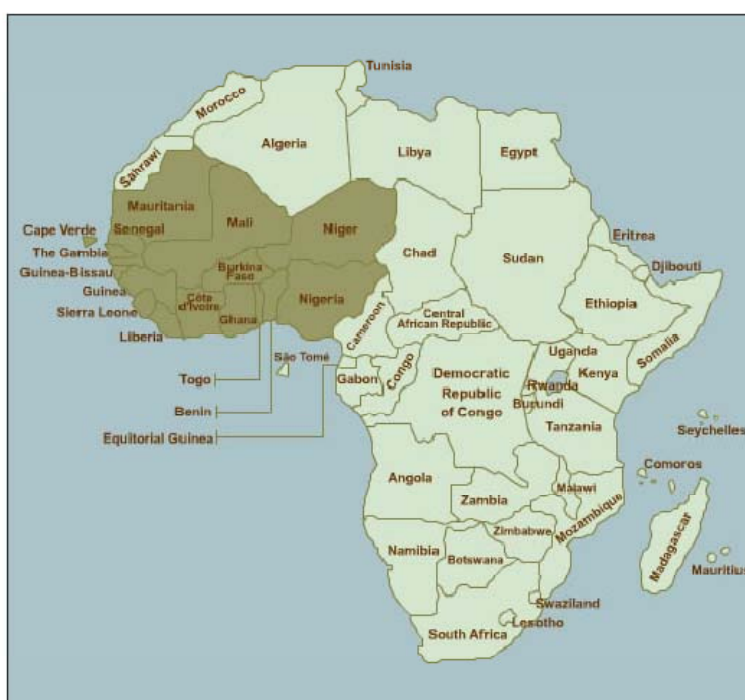 Tunisia
Morocco
Algeria
Libya
Egypt
Sahrawi
Mauritania
Mali
Niger
Cape Verde
Senegal
Chad
Sudan
Eritrea
The Gambia
Guinea-Bissau
Burkina
Faso
Djibouti
Guinea
Côte
d'Ivoire
Nigeria
Ethiopia
Sierra Leone
Ghana
Cameroon
Central
African Republic
Liberia
Somalia
Togo
São Tomé
Gabon
Congo
Democratic
Republic
of Congo
Uganda
Kenya
Rwanda
Burundi
Benin
Tanzania
Equitorial Guinea
Seychelles
Comoros
Angola
Malawi
Zambia
Mozambique
Zimbabwe
Madagascar
Namibia
Botswana
Mauritius
Swaziland
Lesotho
South Africa